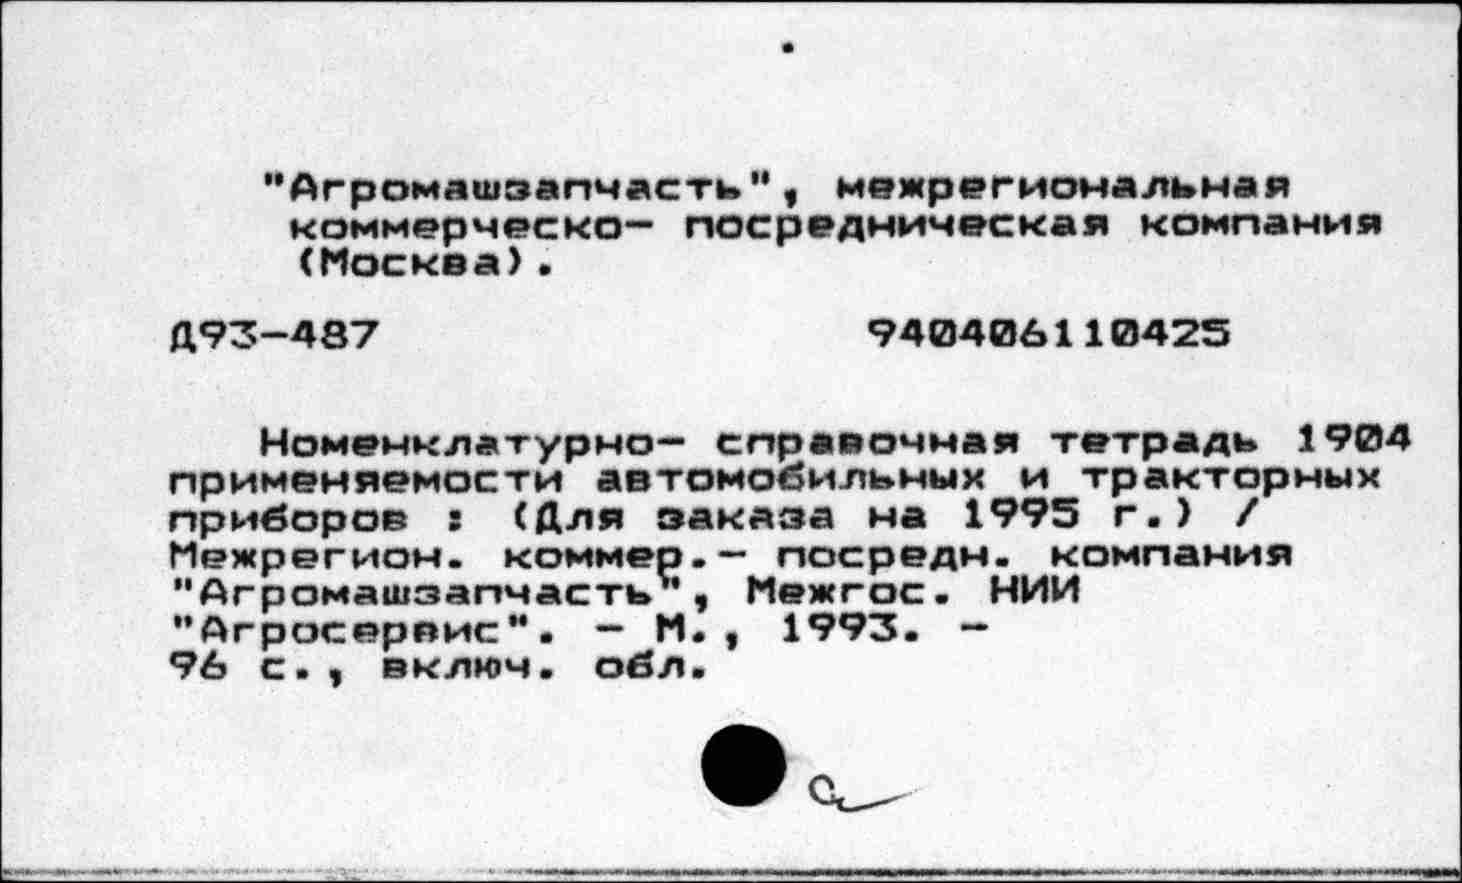 "Агромашзапчасть", межрегиональная
коммерческо- посредническая компания
(Москва).
Д93-487 940406110425
Номенклатурно- справочная тетрадь 1904
применяемости автомобильных и тракторных
приборов : (Для заказа на 1995 г.) /
Межрегион. коммер.- посредн. компания
"Агромашзапчасть", Межгос. НИИ
"Агросервис". - М., 1993. -
96 с., включ. обл.